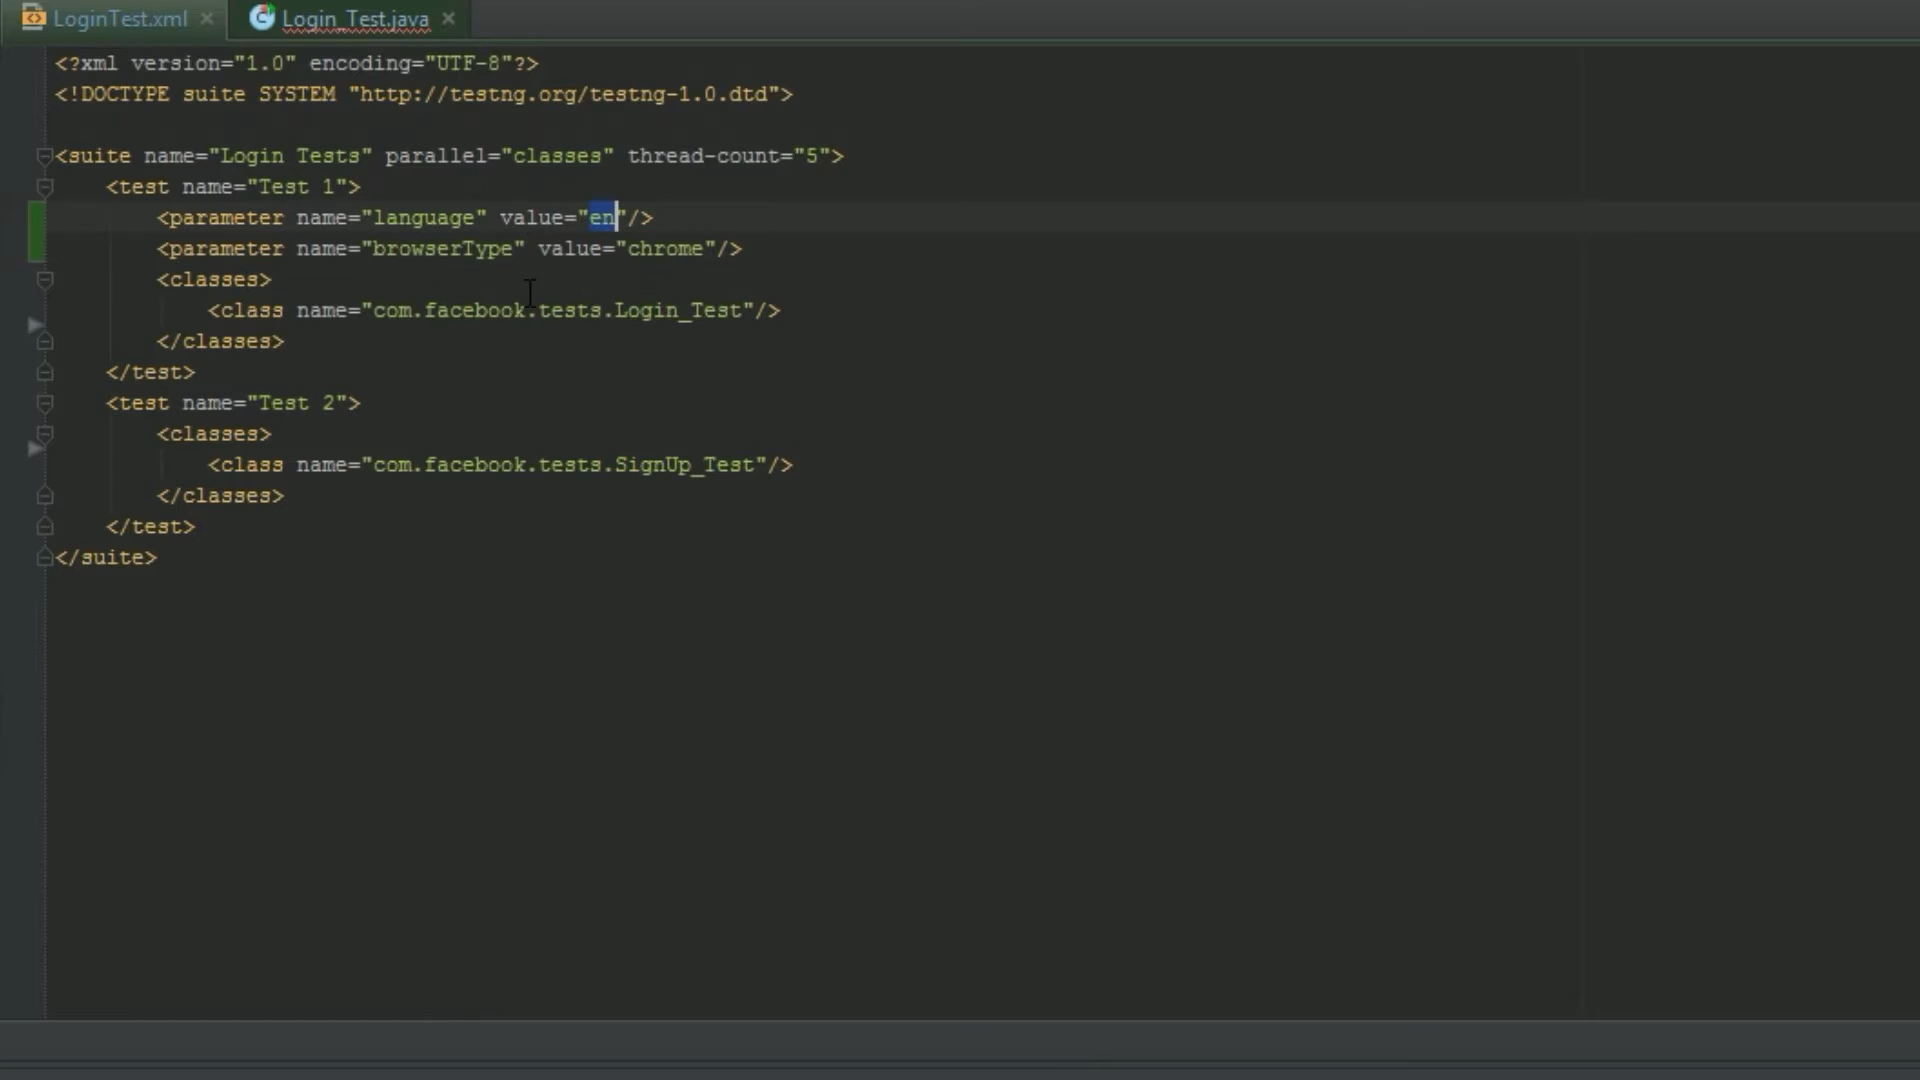 LoginTest.xml
Login_Test.java
<?xml version="1.0" encoding="UTF-8"?>
<!DOCTYPE suite SYSTEM "http://testng.org/testng-1.0.dtd">
<suite name="Login Tests" parallel="classes" thread-count="5">
<test name="Test 1">
<parameter name="language" value="en"/>
<parameter name="browserType" value="chrome"/>
<classes>
<class name="com.facebook.tests.Login_Test"/>
</classes>
</test>
<test name="Test 2">
<classes>
<class name="com.facebook.tests.SignUp_Test"/>
</classes>
</test>
</suite>